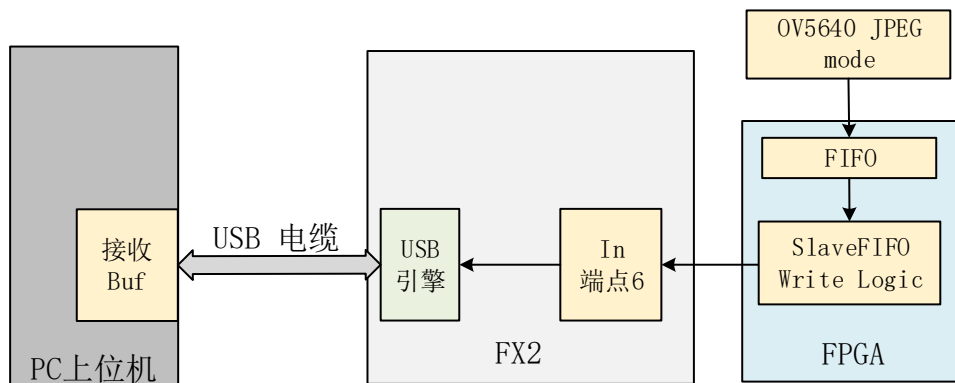 OV5640 JPEG
mode
FIFO
SlaveFIFO
Write Logic
FPGA
In
端点6
USB
引擎
FX2
USB 电缆
接收
Buf
PC上位机